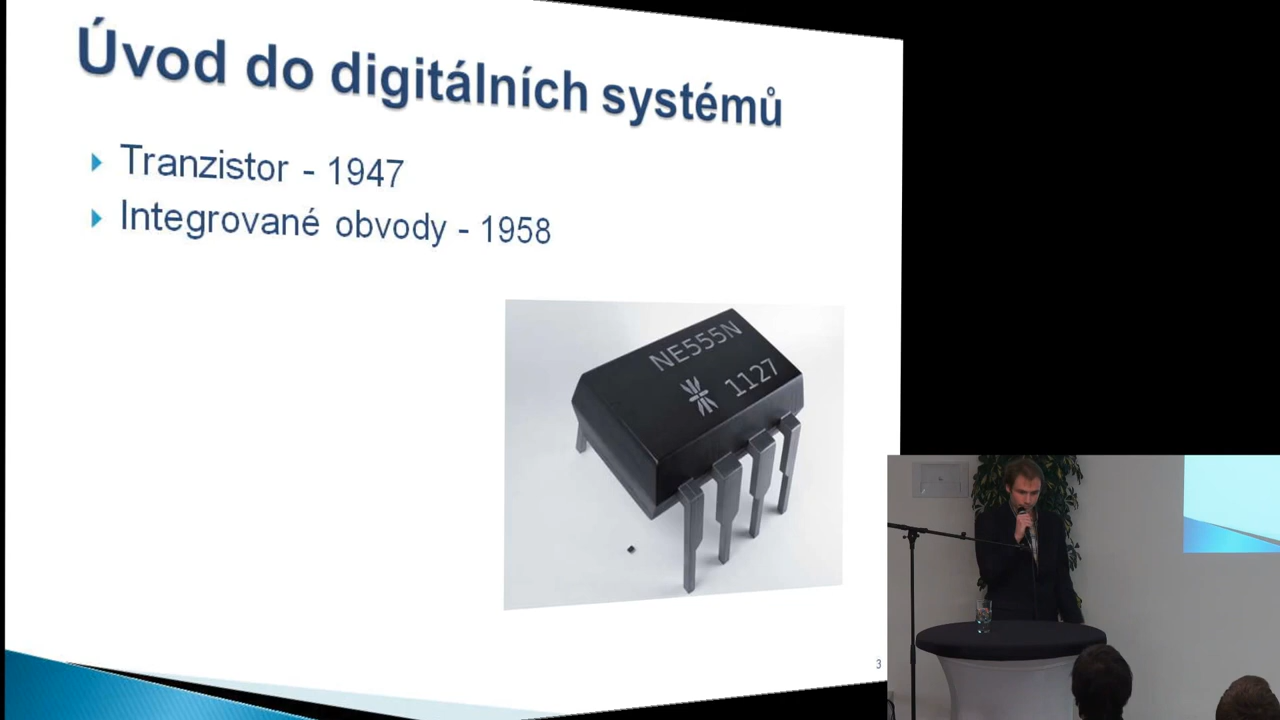 Úvod do digitálních systémů
Tranzistor - 1947
Integrované obvody - 1958
NE555N
1127
3